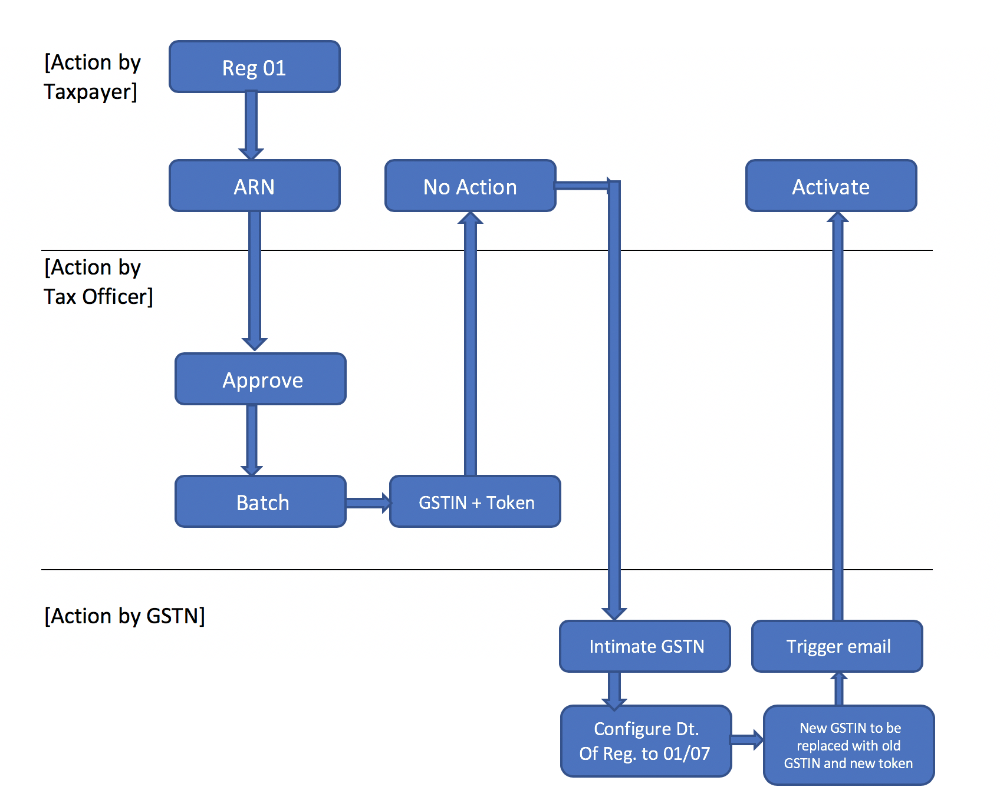 [Action by
Taxpayer]
Reg 01
ARN
No Action
Activate
[Action by
Tax Officer]
Approve
Batch
GSTIN + Token
[Action by GSTN]
Intimate GSTN
Trigger email
Configure Dt.
Of Reg. to 01/07
New GSTIN to be
replaced with old
GSTIN and new token